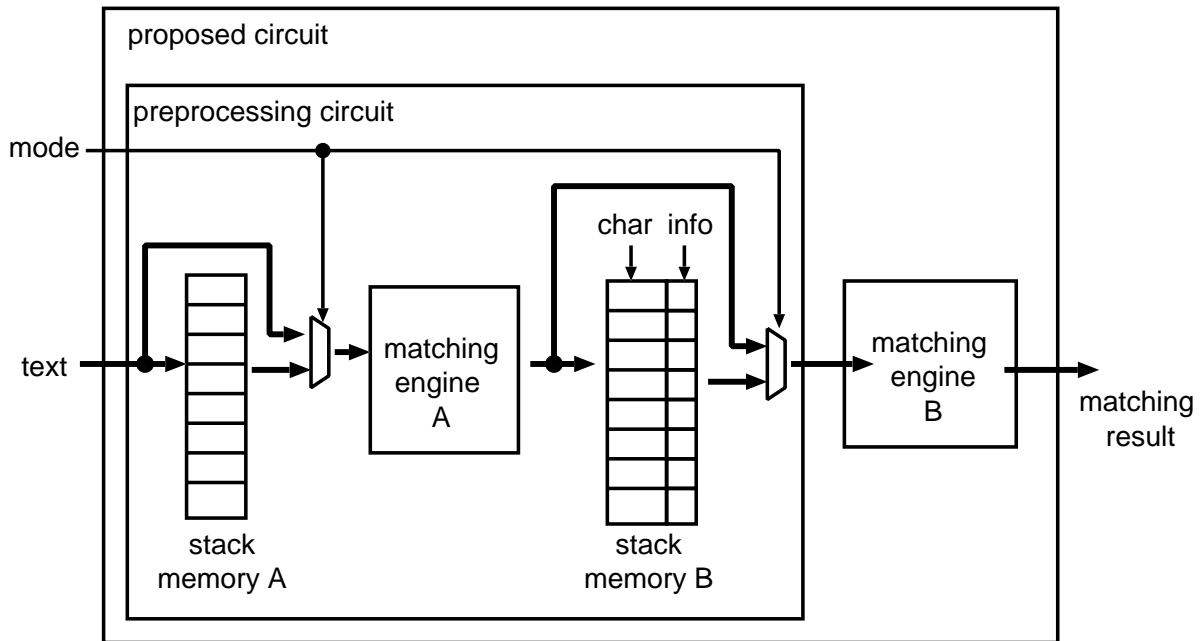 proposed circuit
preprocessing circuit
mode
char info
text
matching
engine
A
matching
engine
B
matching
result
stack
memory A
stack
memory B